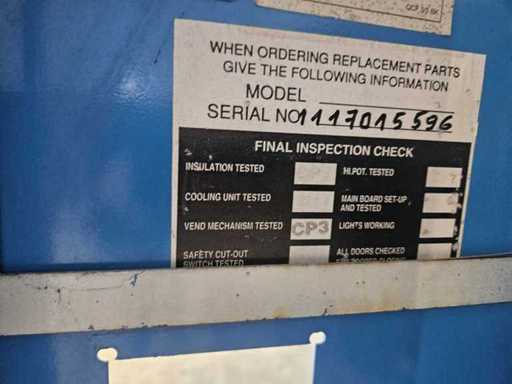 WHEN ORDERING REPLACEMENT PARTS
GIVE THE FOLLOWING INFORMATION
MODEL
SERIAL NO 1117015596
FINAL INSPECTION CHECK
INSULATION TESTED HI.POT. TESTED
COOLING UNIT TESTED MAIN BOARD SET-UP
AND TESTED
VEND MECHANISM TESTED CP3 LIGHTS WORKING
SAFETY CUT-OUT ALL DOORS CHECKED
SWITCH TESTED